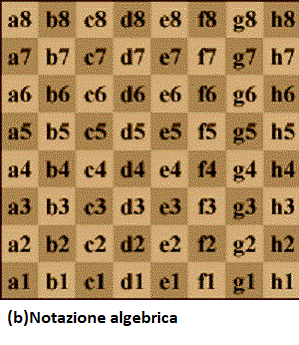 a8 b8 c8 d8 e8 f8 g8 h8
a7 b7 c7 d7 e7 f7 g7 h7
a6 b6 c6 d6 e6 f6 g6 h6
a5 b5 c5 d5 e5 f5 g5 h5
a4 b4 c4 d4 e4 f4 g4 h4
a3 b3 c3 d3 e3 f3 g3 h3
a2 b2 c2 d2 e2 f2 g2 h2
a1 b1 c1 d1 e1 f1 g1 h1
(b)Notazione algebrica